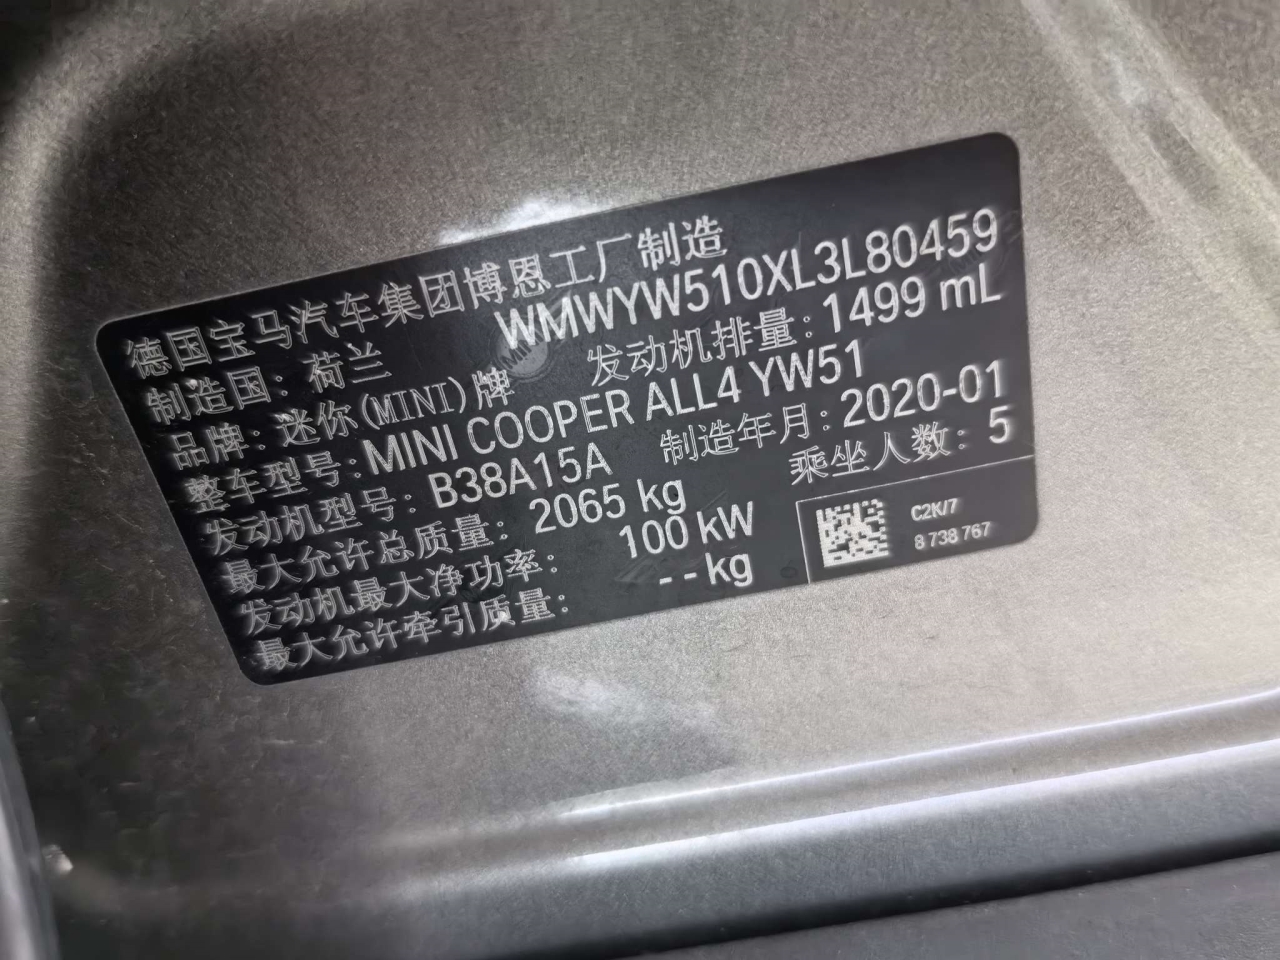 德国宝马汽车集团博恩工厂制造
制造国：荷兰 WMWYW510XL3L80459
品牌：迷你(MINI)牌 发动机排量：1499 mL
整车型号：MINI COOPER ALL4 YW51
发动机型号：B38A15A 制造年月：2020-01
最大允许总质量：2065 kg 乘坐人数：5
发动机最大净功率：100 kW
最大允许牵引质量：-- kg
C2K/7
8 738 767